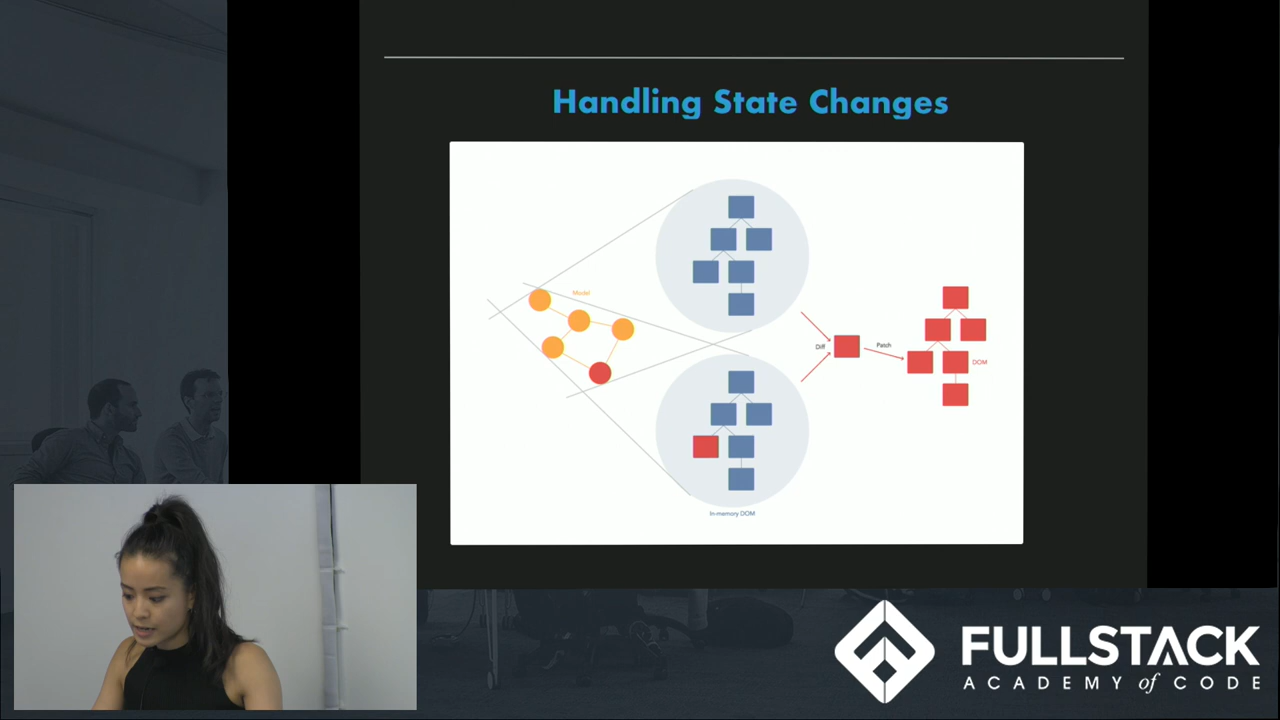 Handling State Changes
Model
Diff
Patch
DOM
In-memory DOM
FULLSTACK
ACADEMY of CODE